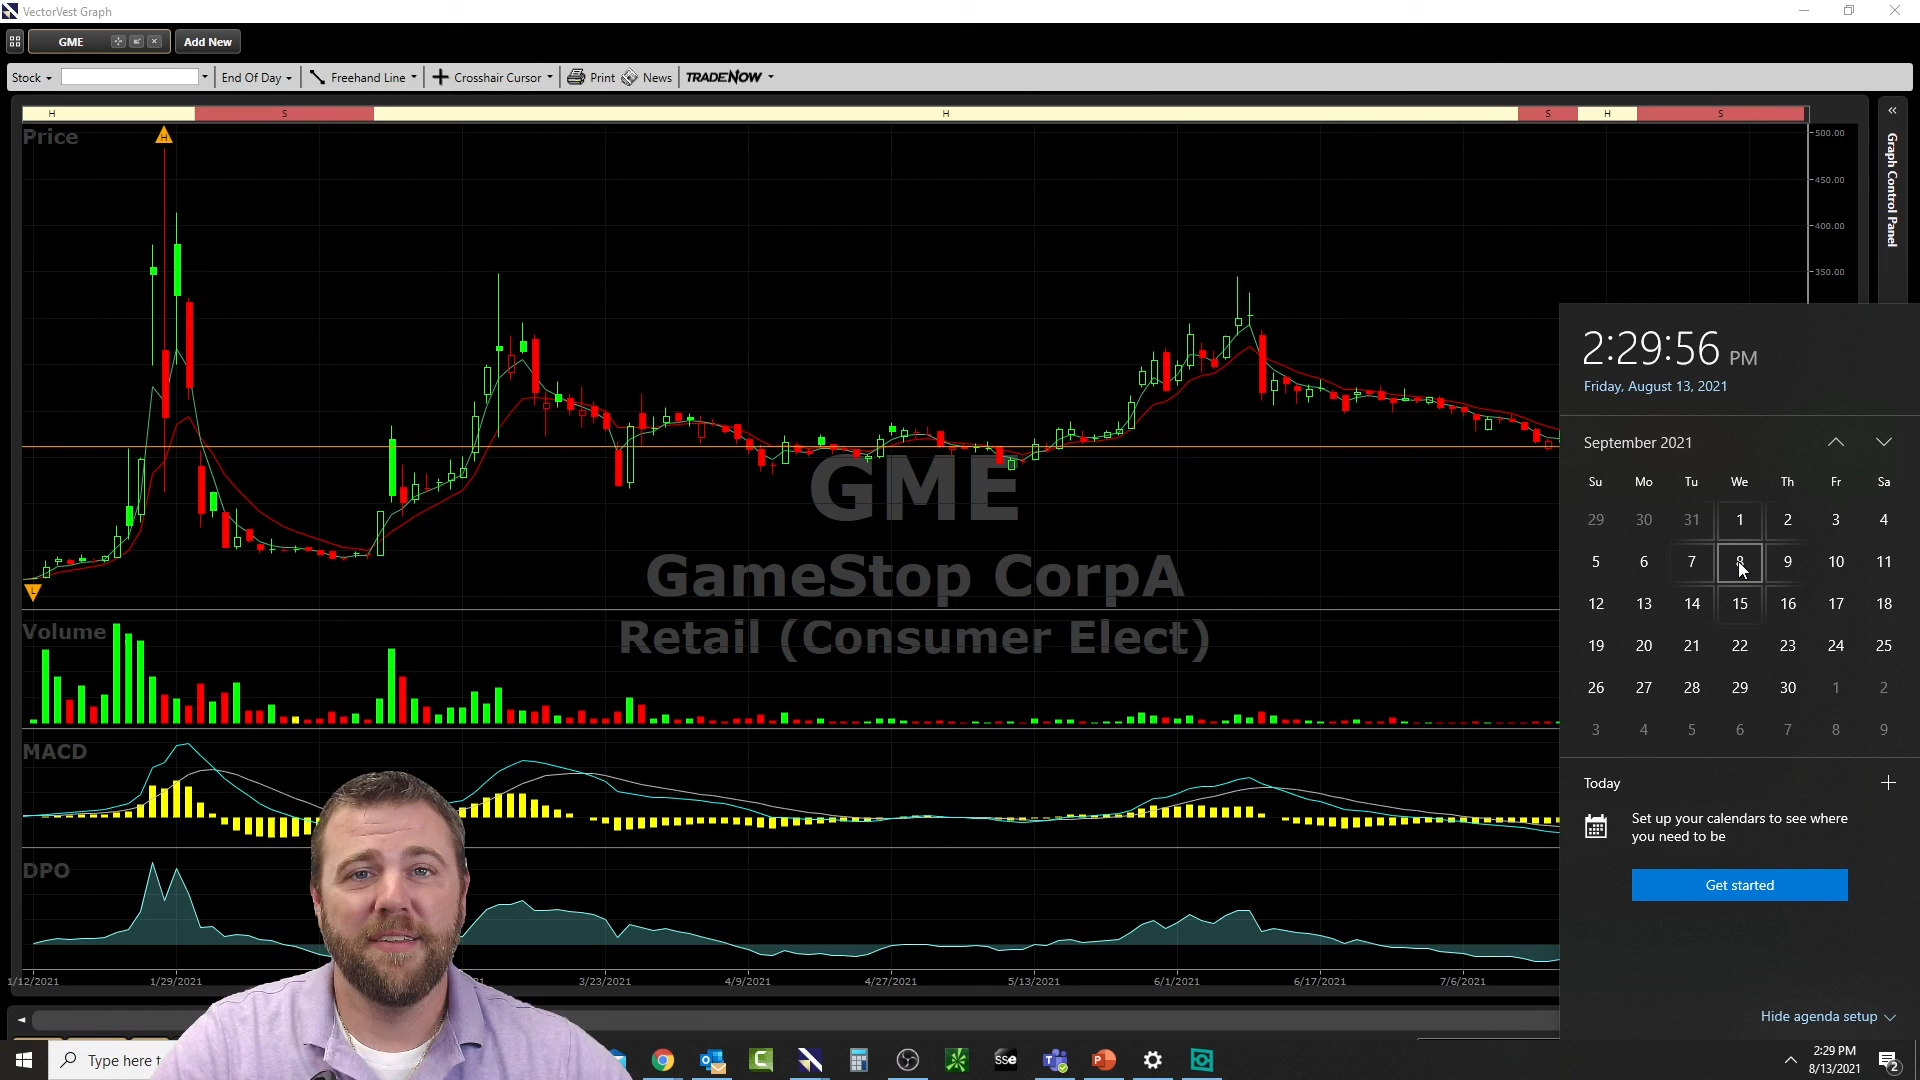 VectorVest Graph
GME
Add New
Stock
End Of Day
Freehand Line
Crosshair Cursor
Print
News
TRADENOW
H S H S H S
Price
H
500.00
450.00
400.00
350.00
Graph Control Panel
L
GME
GameStop CorpA
Retail (Consumer Elect)
Volume
MACD
DPO
1/12/2021 1/29/2021 3/23/2021 4/9/2021 4/27/2021 5/13/2021 6/1/2021 6/17/2021 7/6/2021
2:29:56 PM
Friday, August 13, 2021
September 2021
Su Mo Tu We Th Fr Sa
29 30 31 1 2 3 4
5 6 7 8 9 10 11
12 13 14 15 16 17 18
19 20 21 22 23 24 25
26 27 28 29 30 1 2
3 4 5 6 7 8 9
Today
Set up your calendars to see where
you need to be
Get started
Hide agenda setup
Type here t
SSe
2:29 PM
8/13/2021
2